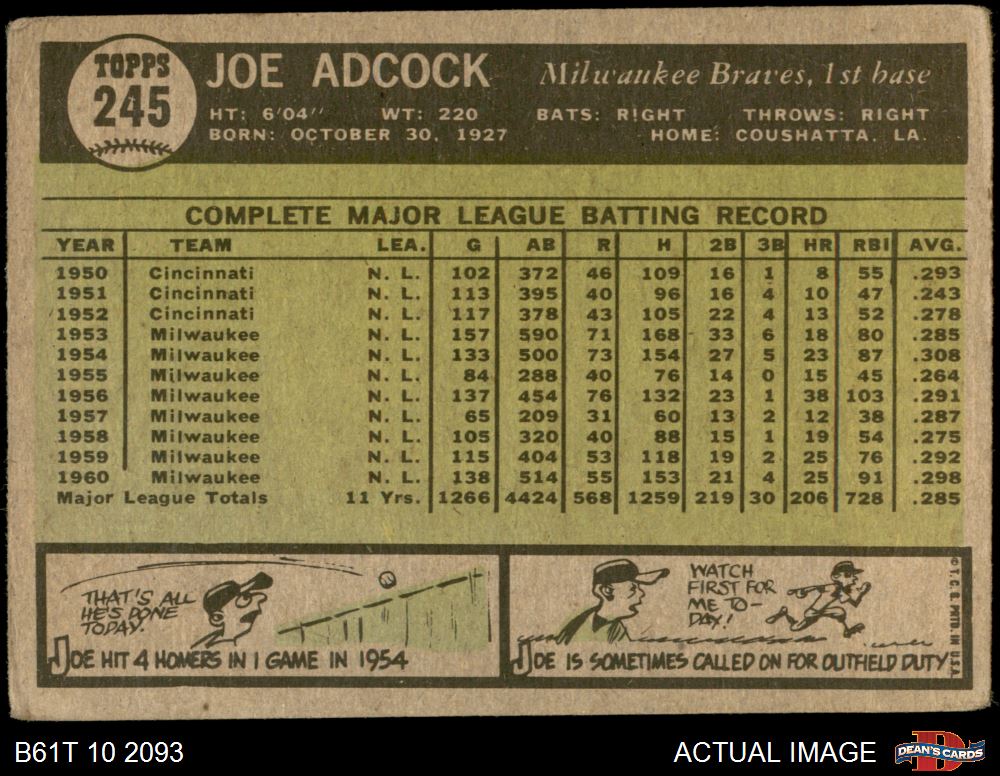 TOPPS
245
JOE ADCOCK Milwaukee Braves, 1st base
HT: 6'04" WT: 220 BATS: RIGHT THROWS: RIGHT
BORN: OCTOBER 30, 1927 HOME: COUSHATTA, LA.
COMPLETE MAJOR LEAGUE BATTING RECORD
YEAR TEAM LEA. G AB R H 2B 3B HR RBI AVG.
1950 Cincinnati N. L. 102 372 46 109 16 1 8 55 .293
1951 Cincinnati N. L. 113 395 40 96 16 4 10 47 .243
1952 Cincinnati N. L. 117 378 43 105 22 4 13 52 .278
1953 Milwaukee N. L. 157 590 71 168 33 6 18 80 .285
1954 Milwaukee N. L. 133 500 73 154 27 5 23 87 .308
1955 Milwaukee N. L. 84 288 40 76 14 0 15 45 .264
1956 Milwaukee N. L. 137 454 76 132 23 1 38 103 .291
1957 Milwaukee N. L. 65 209 31 60 13 2 12 38 .287
1958 Milwaukee N. L. 105 320 40 88 15 1 19 54 .275
1959 Milwaukee N. L. 115 404 53 118 19 2 25 76 .292
1960 Milwaukee N. L. 138 514 55 153 21 4 25 91 .298
Major League Totals 11 Yrs. 1266 4424 568 1259 219 30 206 728 .285
THAT'S ALL
HE'S DONE
TODAY.
JOE HIT 4 HOMERS IN 1 GAME IN 1954
WATCH
FIRST FOR
ME TO-
DAY!
JOE IS SOMETIMES CALLED ON FOR OUTFIELD DUTY
© T. C. G. PRTD. IN U.S.A.
B61T 10 2093
ACTUAL IMAGE
D
DEAN'S CARDS